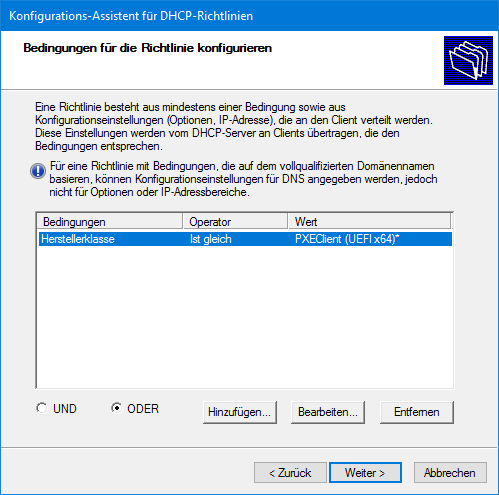 Konfigurations-Assistent für DHCP-Richtlinien
Bedingungen für die Richtlinie konfigurieren
Eine Richtlinie besteht aus mindestens einer Bedingung sowie aus
Konfigurationseinstellungen (Optionen, IP-Adresse), die an den Client verteilt werden.
Diese Einstellungen werden vom DHCP-Server an Clients übertragen, die den
Bedingungen entsprechen.
Für eine Richtlinie mit Bedingungen, die auf dem vollqualifizierten Domänennamen
basieren, können Konfigurationseinstellungen für DNS angegeben werden, jedoch
nicht für Optionen oder IP-Adressbereiche.
Bedingungen Operator Wert
Herstellerklasse Ist gleich PXEClient (UEFI x64)*
UND ODER Hinzufügen... Bearbeiten... Entfernen
< Zurück Weiter > Abbrechen